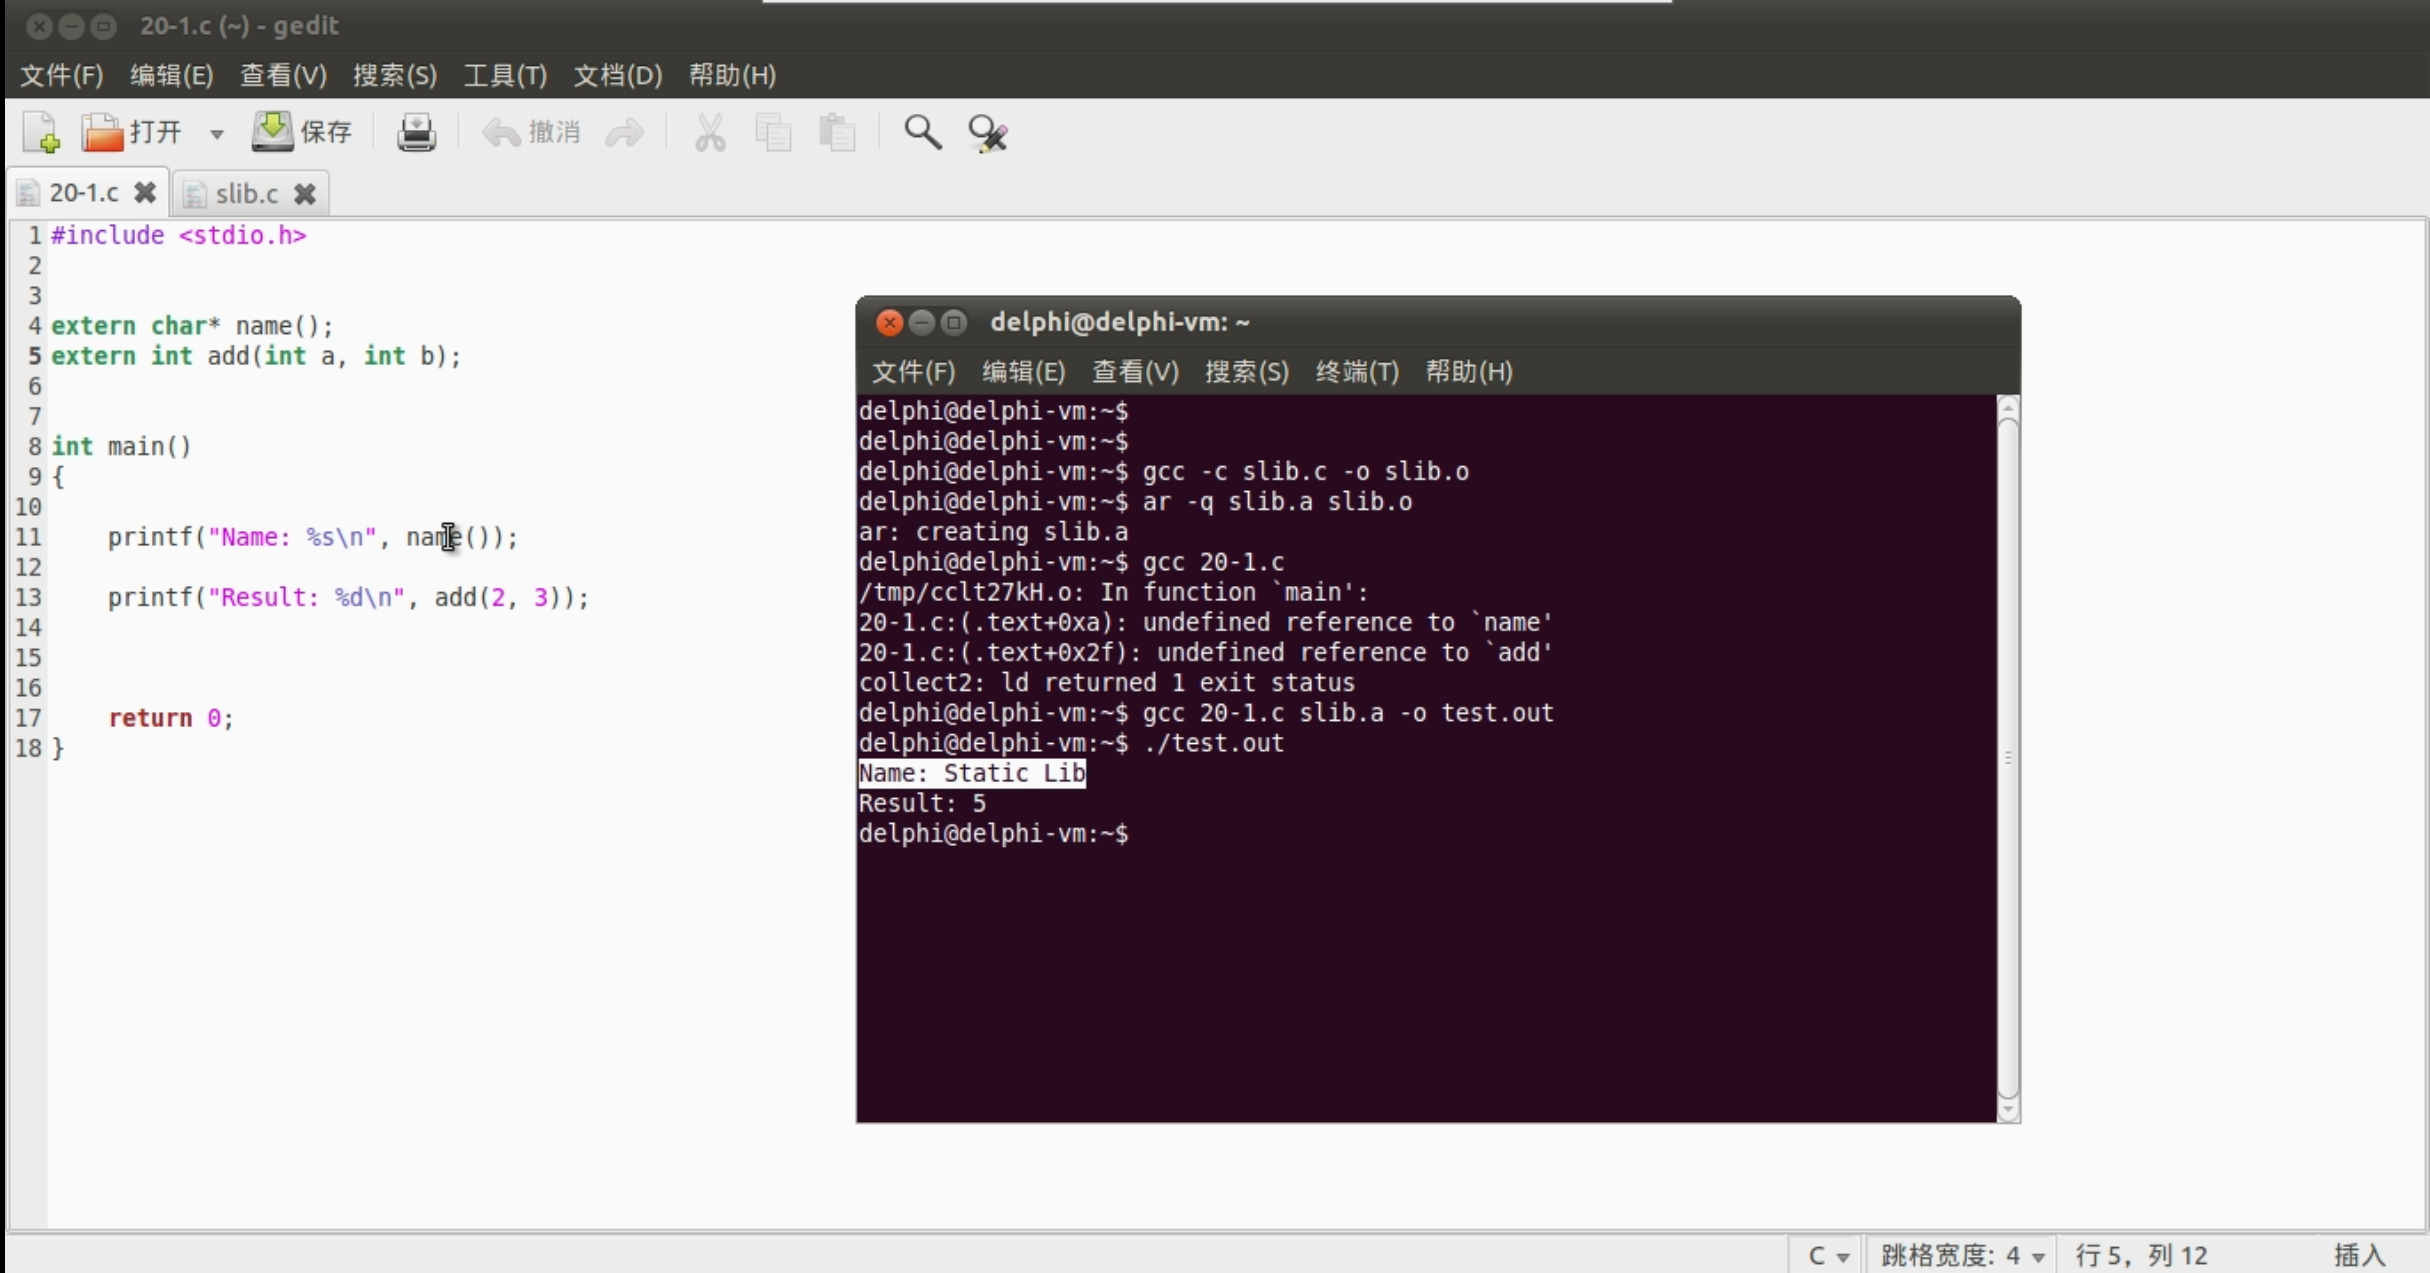 20-1.c (~) - gedit
文件(F) 编辑(E) 查看(V) 搜索(S) 工具(T) 文档(D) 帮助(H)
打开 保存 撤消
20-1.c slib.c
1 #include <stdio.h>
2
3
4 extern char* name();
5 extern int add(int a, int b);
6
7
8 int main()
9 {
10
11     printf("Name: %s\n", name());
12
13     printf("Result: %d\n", add(2, 3));
14
15
16
17     return 0;
18 }
delphi@delphi-vm: ~
文件(F) 编辑(E) 查看(V) 搜索(S) 终端(T) 帮助(H)
delphi@delphi-vm:~$
delphi@delphi-vm:~$
delphi@delphi-vm:~$ gcc -c slib.c -o slib.o
delphi@delphi-vm:~$ ar -q slib.a slib.o
ar: creating slib.a
delphi@delphi-vm:~$ gcc 20-1.c
/tmp/cclt27kH.o: In function `main':
20-1.c:(.text+0xa): undefined reference to `name'
20-1.c:(.text+0x2f): undefined reference to `add'
collect2: ld returned 1 exit status
delphi@delphi-vm:~$ gcc 20-1.c slib.a -o test.out
delphi@delphi-vm:~$ ./test.out
Name: Static Lib
Result: 5
delphi@delphi-vm:~$
C 跳格宽度: 4 行 5，列 12 插入